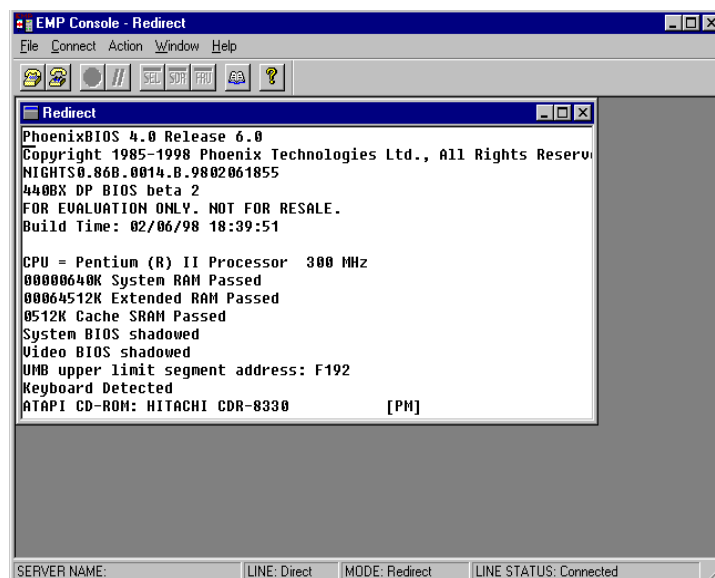 EMP Console - Redirect
File Connect Action Window Help
SEL SDR FRU
Redirect
PhoenixBIOS 4.0 Release 6.0
Copyright 1985-1998 Phoenix Technologies Ltd., All Rights Reserv
NIGHTS0.86B.0014.B.9802061855
440BX DP BIOS beta 2
FOR EVALUATION ONLY. NOT FOR RESALE.
Build Time: 02/06/98 18:39:51
CPU = Pentium (R) II Processor 300 MHz
00000640K System RAM Passed
00064512K Extended RAM Passed
0512K Cache SRAM Passed
System BIOS shadowed
Video BIOS shadowed
UMB upper limit segment address: F192
Keyboard Detected
ATAPI CD-ROM: HITACHI CDR-8330 [PM]
SERVER NAME: LINE: Direct MODE: Redirect LINE STATUS: Connected